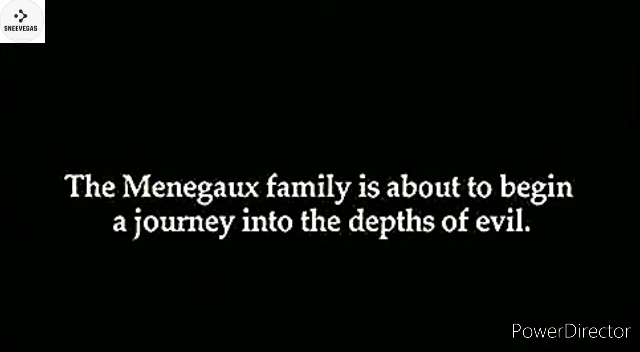 SNEEVEGAS
The Menegaux family is about to begin
a journey into the depths of evil.
PowerDirector